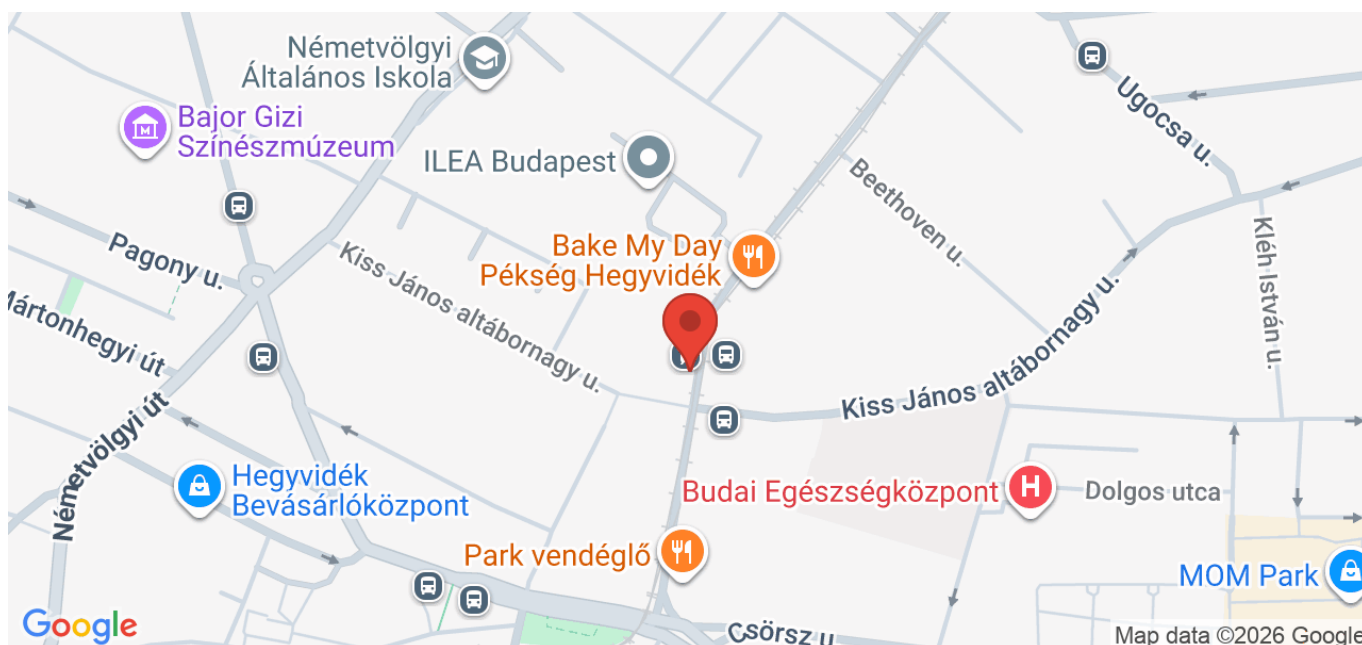 Németvölgyi
Általános Iskola
Bajor Gizi
Színészmúzeum
ILEA Budapest
Ugocsa u.
Beethoven u.
Kléh István u.
Pagony u.
Bake My Day
Pékség Hegyvidék
Kiss János altábornagy u.
Mártonhegyi út
Kiss János altábornagy u.
Németvölgyi út
Hegyvidék
Bevásárlóközpont
Budai Egészségközpont
H
Dolgos utca
Park vendéglő
MOM Park
Csörsz u.
Google
Map data ©2026 Google
M